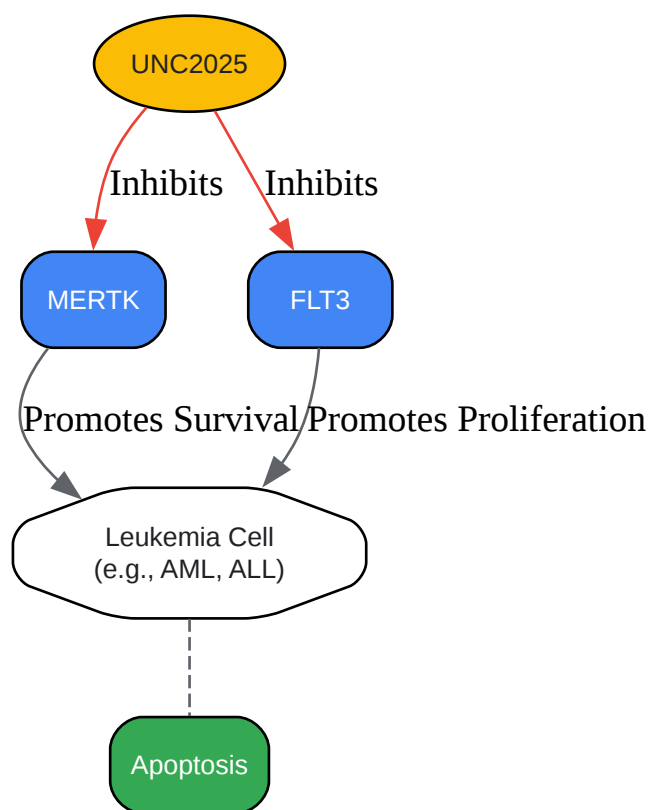 UNC2025
Inhibits
Inhibits
MERTK
FLT3
Promotes Survival
Promotes Proliferation
Leukemia Cell
(e.g., AML, ALL)
Apoptosis